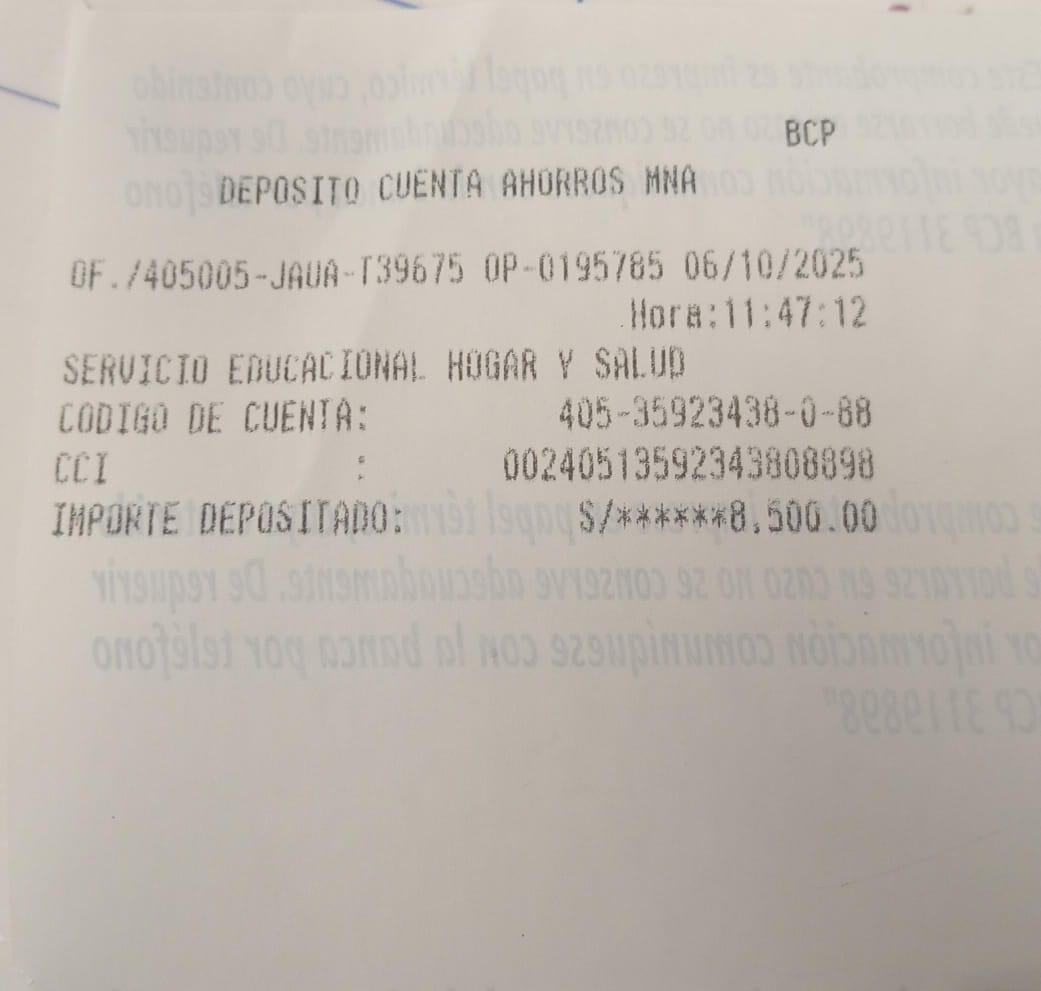 BCP
DEPOSITO CUENTA AHORROS MNA
OF./405005-JAUA-T39675 OP-0195785 06/10/2025
Hora:11:47:12
SERVICIO EDUCACIONAL HOGAR Y SALUD
CODIGO DE CUENTA: 405-35923438-0-88
CCI : 00240513592343808898
IMPORTE DEPOSITADO: S/******8,500.00